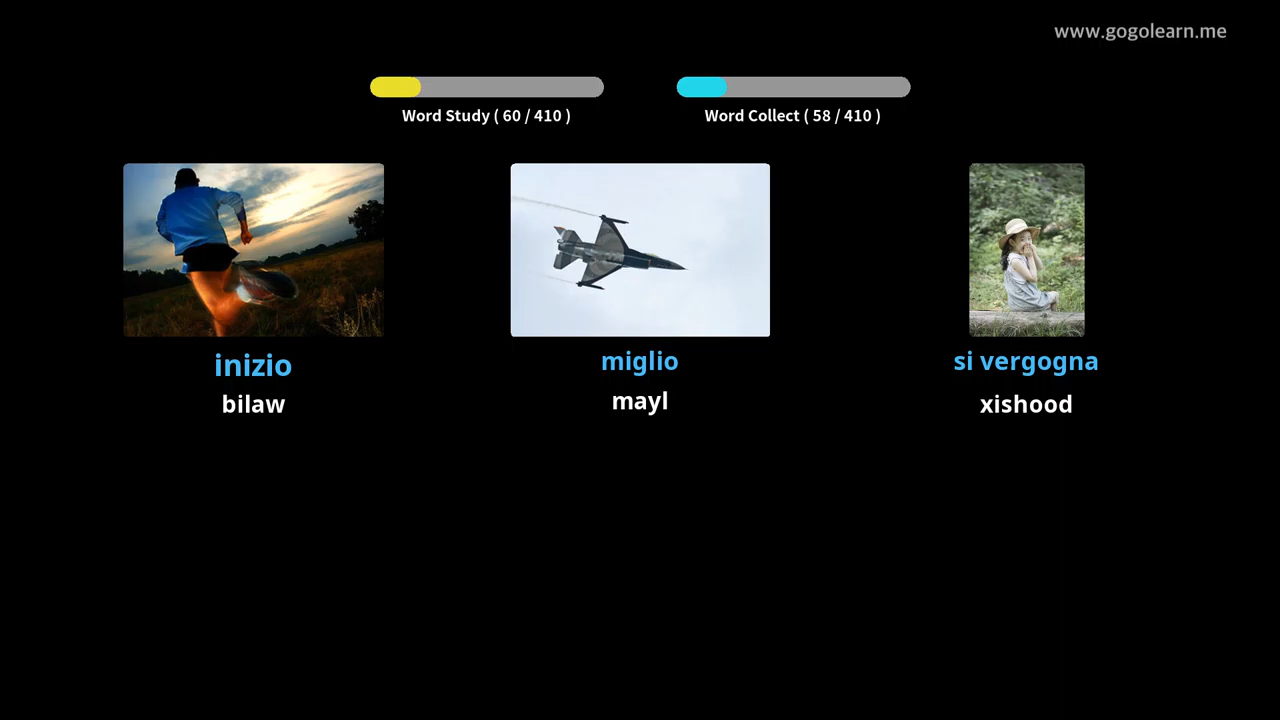 www.gogolearn.me
Word Study ( 60 / 410 )
Word Collect ( 58 / 410 )
inizio
bilaw
miglio
mayl
si vergogna
xishood